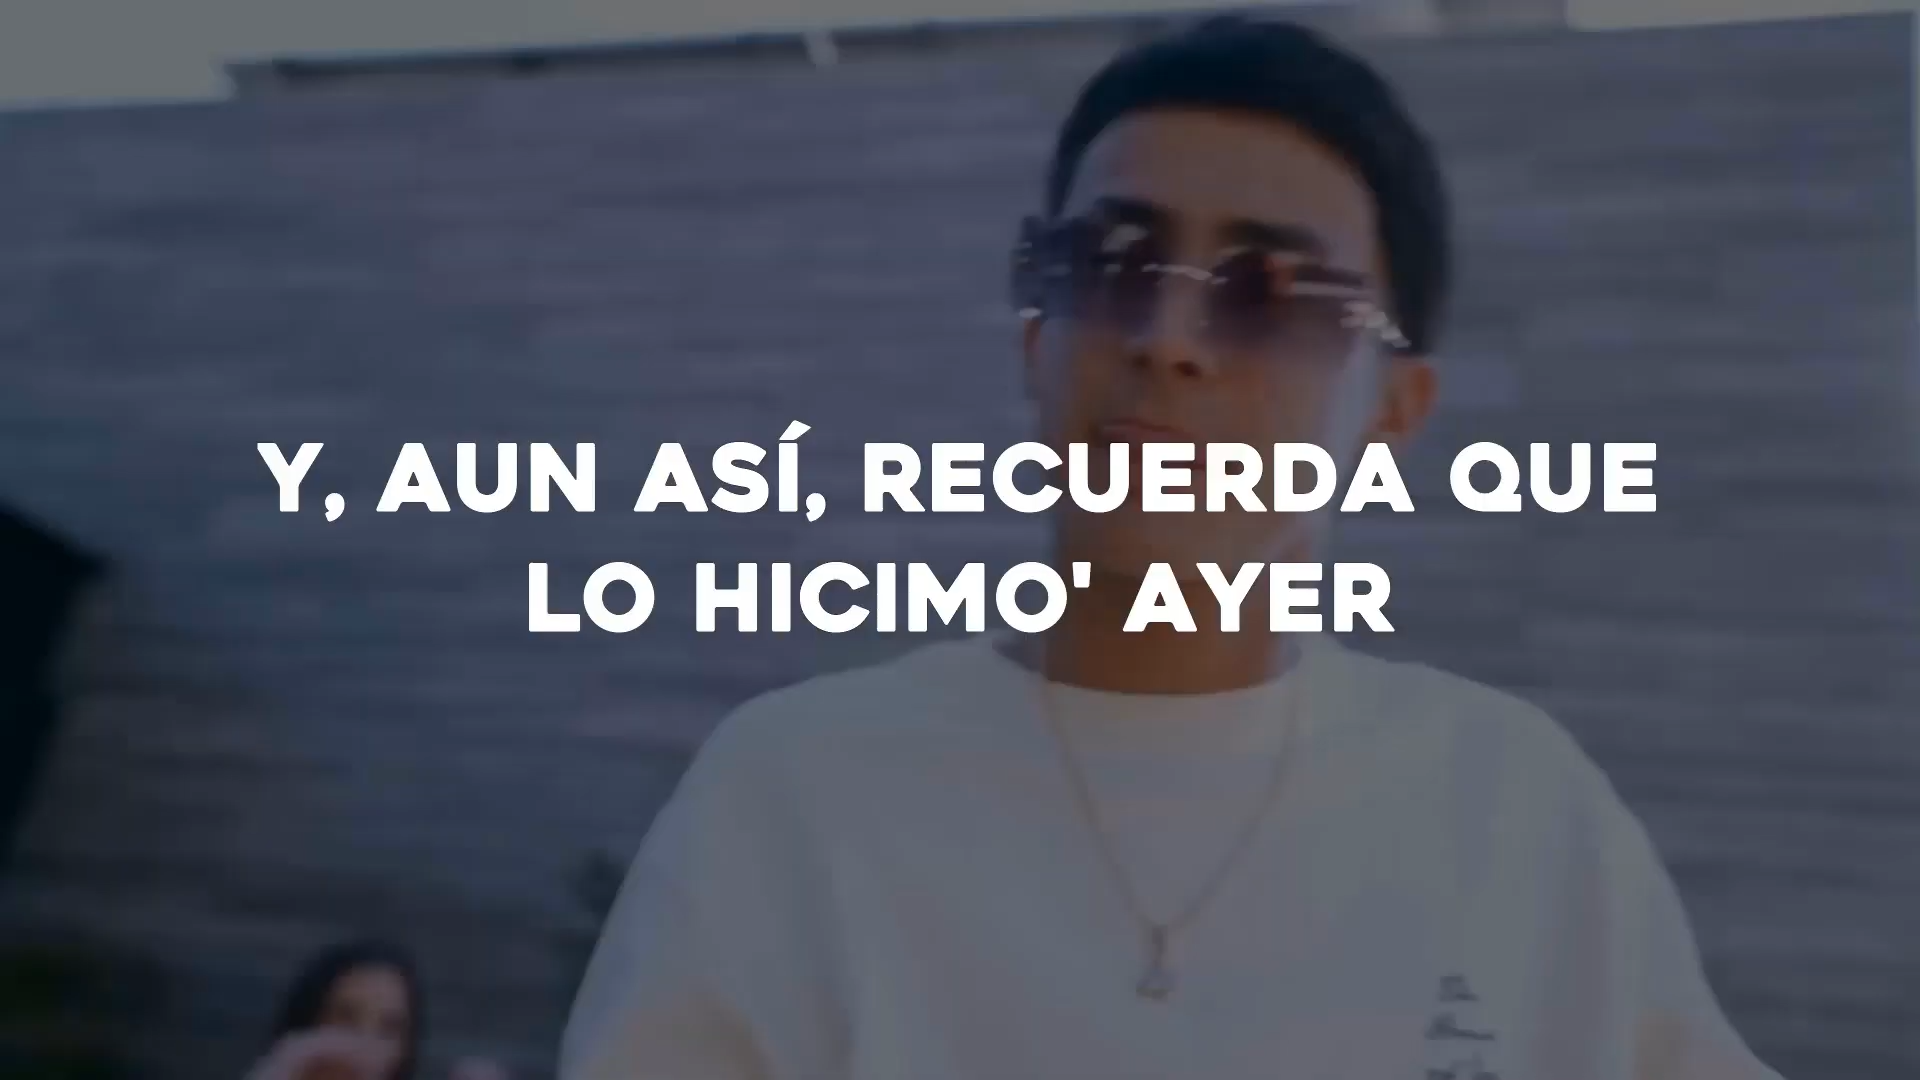 Y, AUN ASÍ, RECUERDA QUE
LO HICIMO' AYER